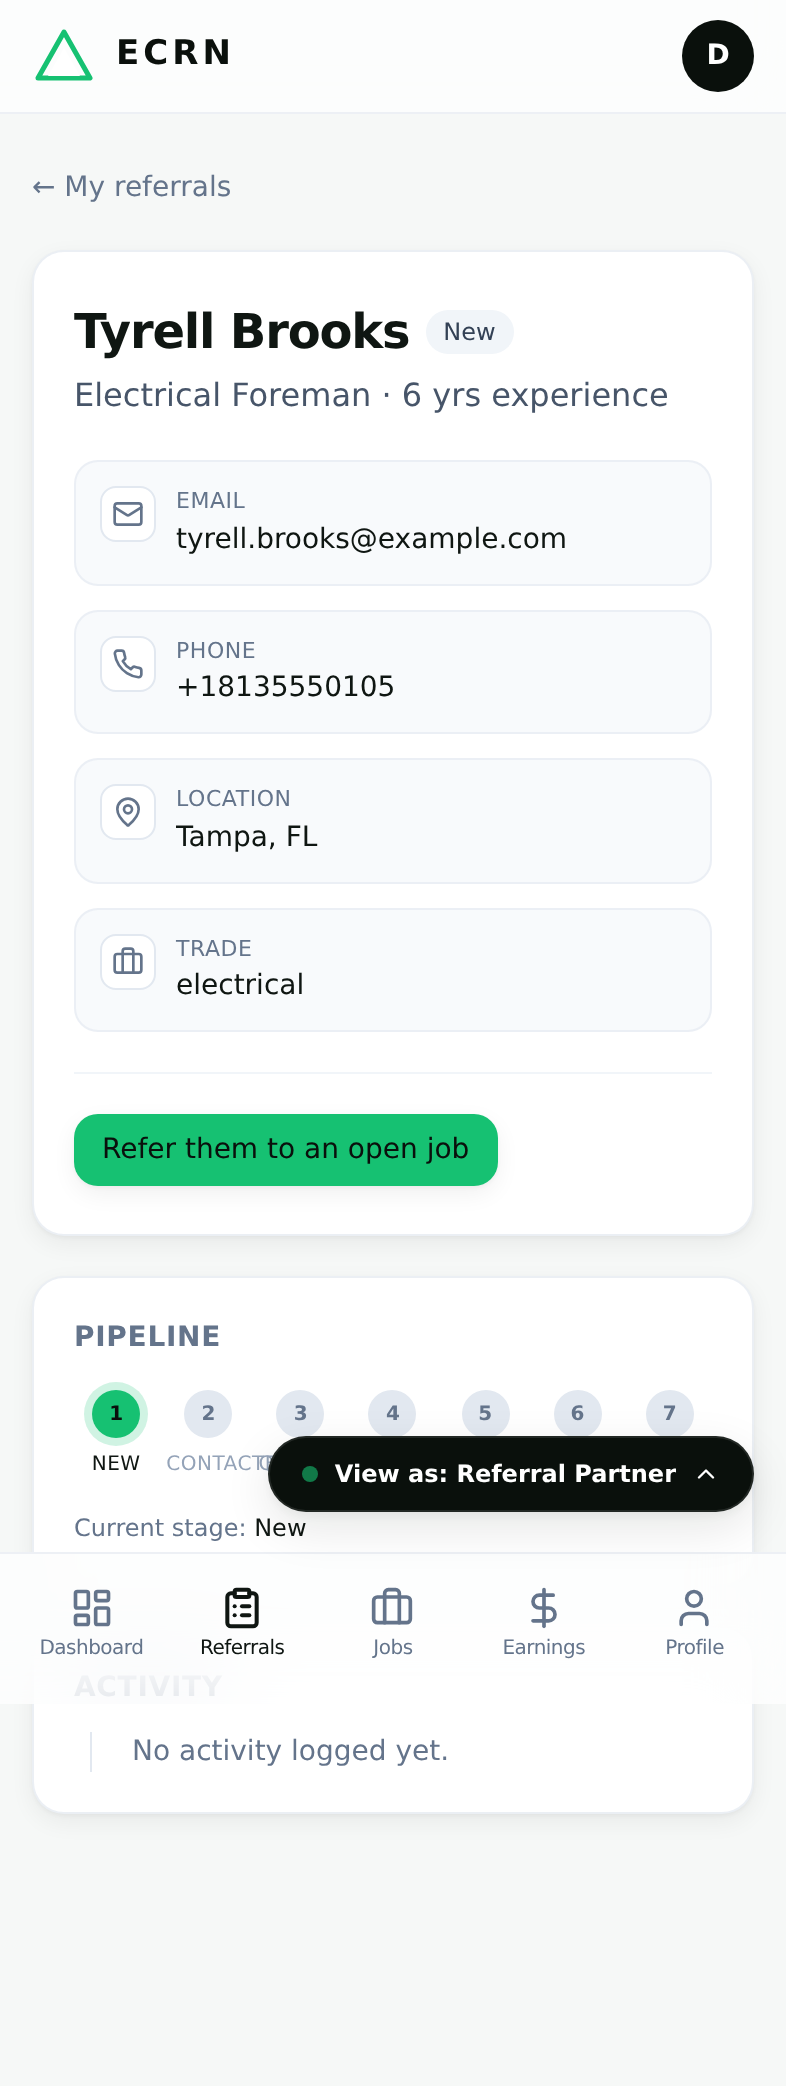 ECRN
D
← My referrals
Tyrell Brooks
New
Electrical Foreman · 6 yrs experience
EMAIL
tyrell.brooks@example.com
PHONE
+18135550105
LOCATION
Tampa, FL
TRADE
electrical
Refer them to an open job
PIPELINE
1 2 3 4 5 6 7
NEW
View as: Referral Partner
Current stage: New
Dashboard Referrals Jobs Earnings Profile
ACTIVITY
No activity logged yet.